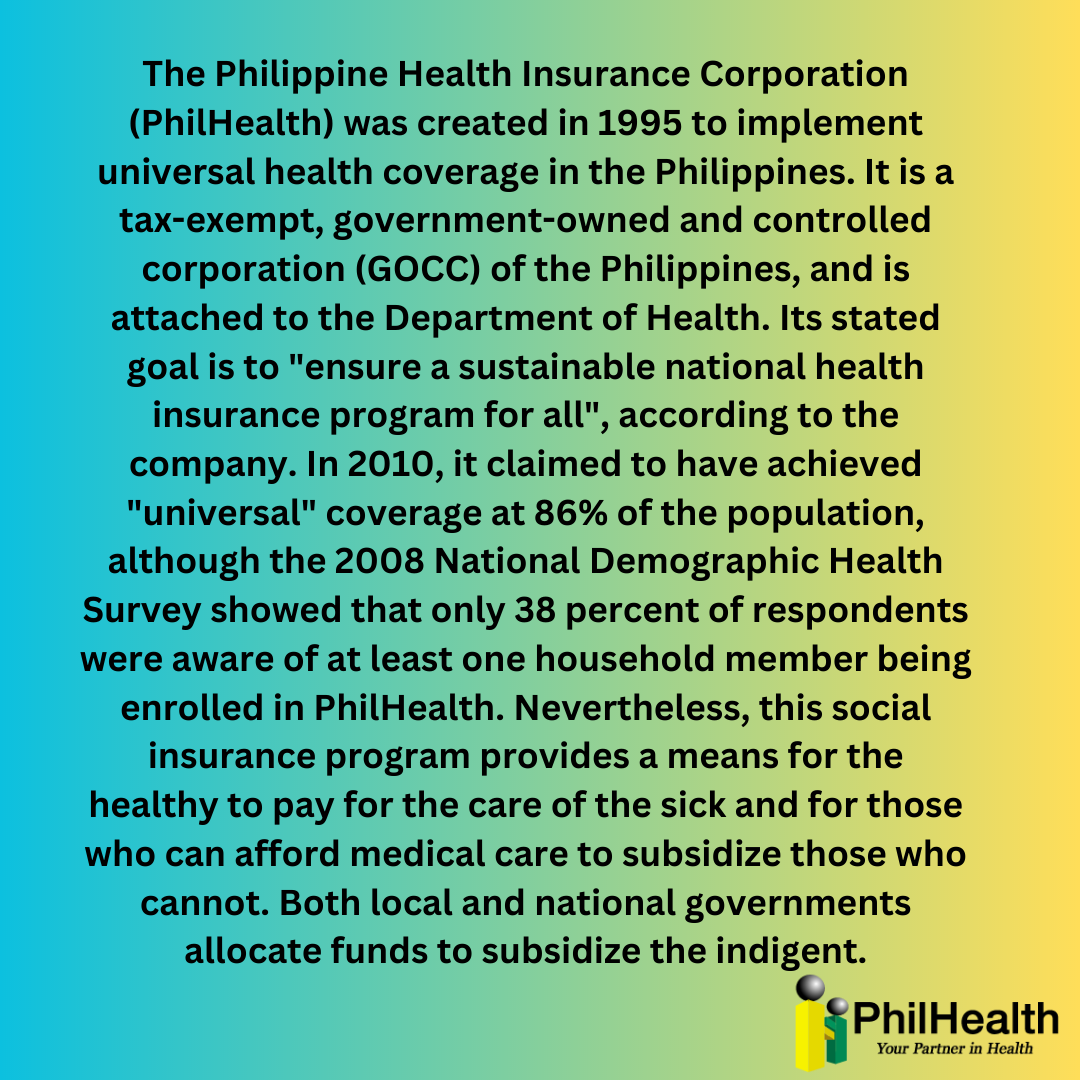 The Philippine Health Insurance Corporation
(PhilHealth) was created in 1995 to implement
universal health coverage in the Philippines. It is a
tax-exempt, government-owned and controlled
corporation (GOCC) of the Philippines, and is
attached to the Department of Health. Its stated
goal is to "ensure a sustainable national health
insurance program for all", according to the
company. In 2010, it claimed to have achieved
"universal" coverage at 86% of the population,
although the 2008 National Demographic Health
Survey showed that only 38 percent of respondents
were aware of at least one household member being
enrolled in PhilHealth. Nevertheless, this social
insurance program provides a means for the
healthy to pay for the care of the sick and for those
who can afford medical care to subsidize those who
cannot. Both local and national governments
allocate funds to subsidize the indigent.
PhilHealth
Your Partner in Health